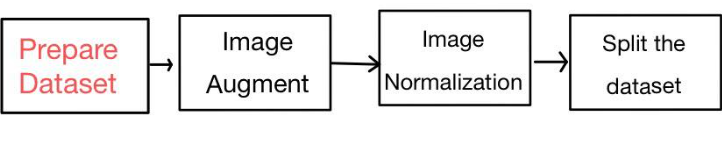 Prepare
Dataset
Image
Augment
Image
Normalization
Split the
dataset